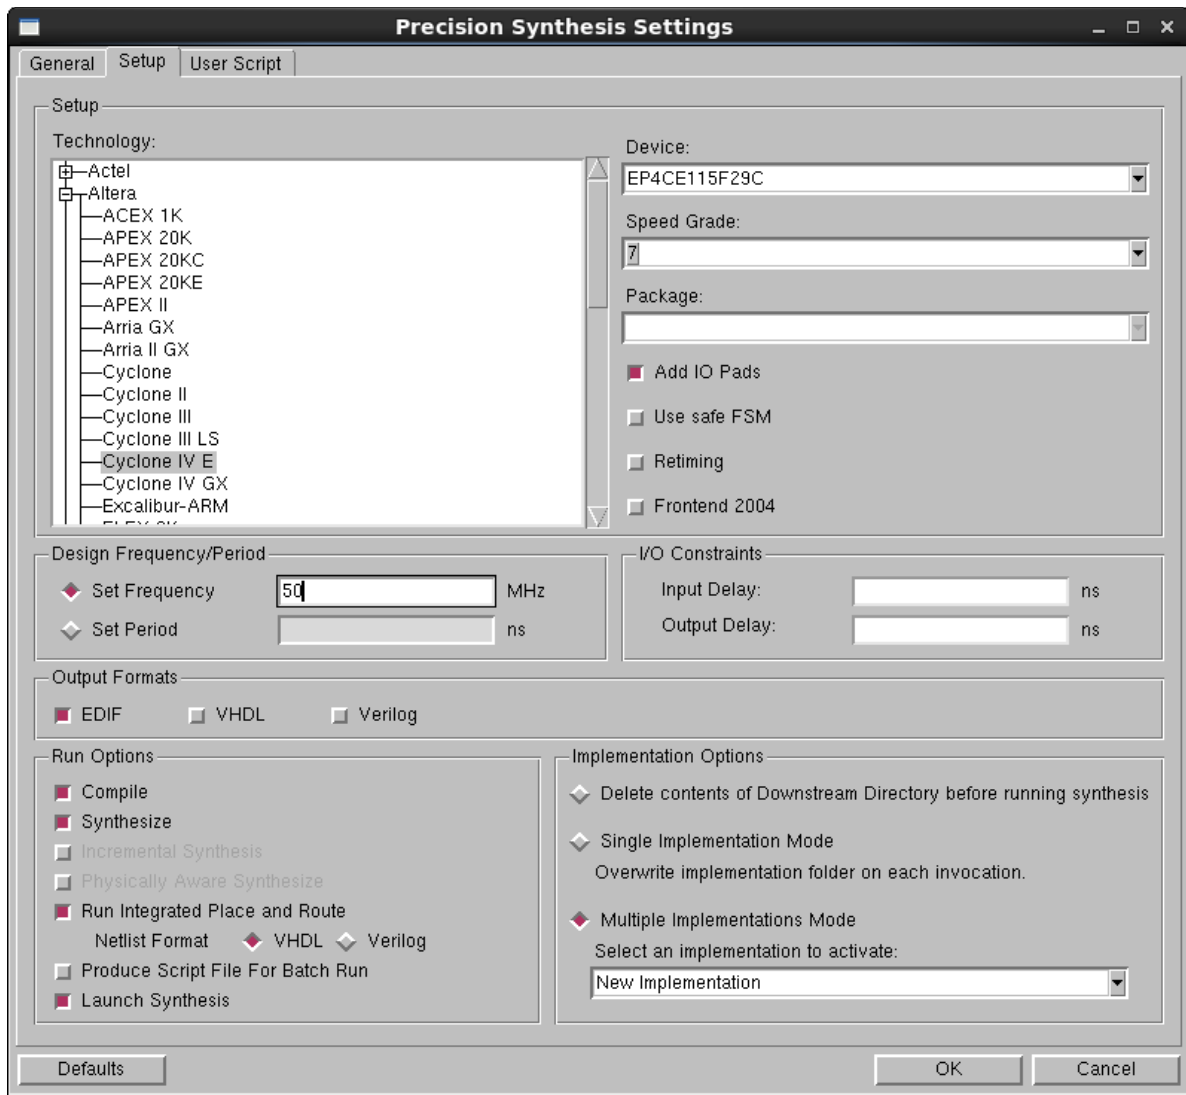 Precision Synthesis Settings
General
Setup
User Script
Setup
Technology:
Actel
Altera
ACEX 1K
APEX 20K
APEX 20KC
APEX 20KE
APEX II
Arria GX
Arria II GX
Cyclone
Cyclone II
Cyclone III
Cyclone III LS
Cyclone IV E
Cyclone IV GX
Excalibur-ARM
Device:
EP4CE115F29C
Speed Grade:
7
Package:
Add IO Pads
Use safe FSM
Retiming
Frontend 2004
Design Frequency/Period
Set Frequency 50 MHz
Set Period ns
I/O Constraints
Input Delay: ns
Output Delay: ns
Output Formats
EDIF VHDL Verilog
Run Options
Compile
Synthesize
Incremental Synthesis
Physically Aware Synthesize
Run Integrated Place and Route
Netlist Format VHDL Verilog
Produce Script File For Batch Run
Launch Synthesis
Implementation Options
Delete contents of Downstream Directory before running synthesis
Single Implementation Mode
Overwrite implementation folder on each invocation.
Multiple Implementations Mode
Select an implementation to activate:
New Implementation
Defaults
OK
Cancel